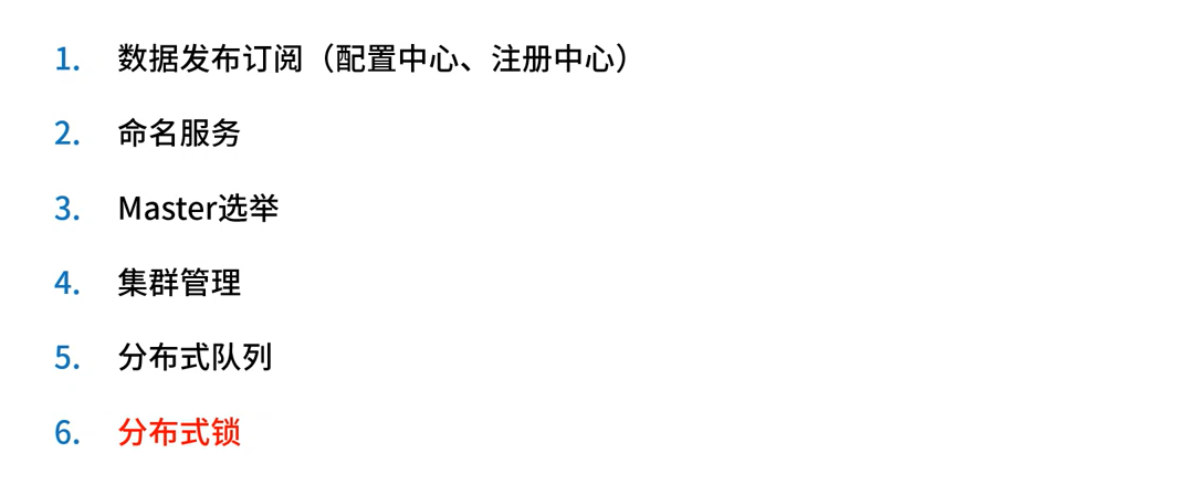 1. 数据发布订阅（配置中心、注册中心）
2. 命名服务
3. Master选举
4. 集群管理
5. 分布式队列
6. 分布式锁